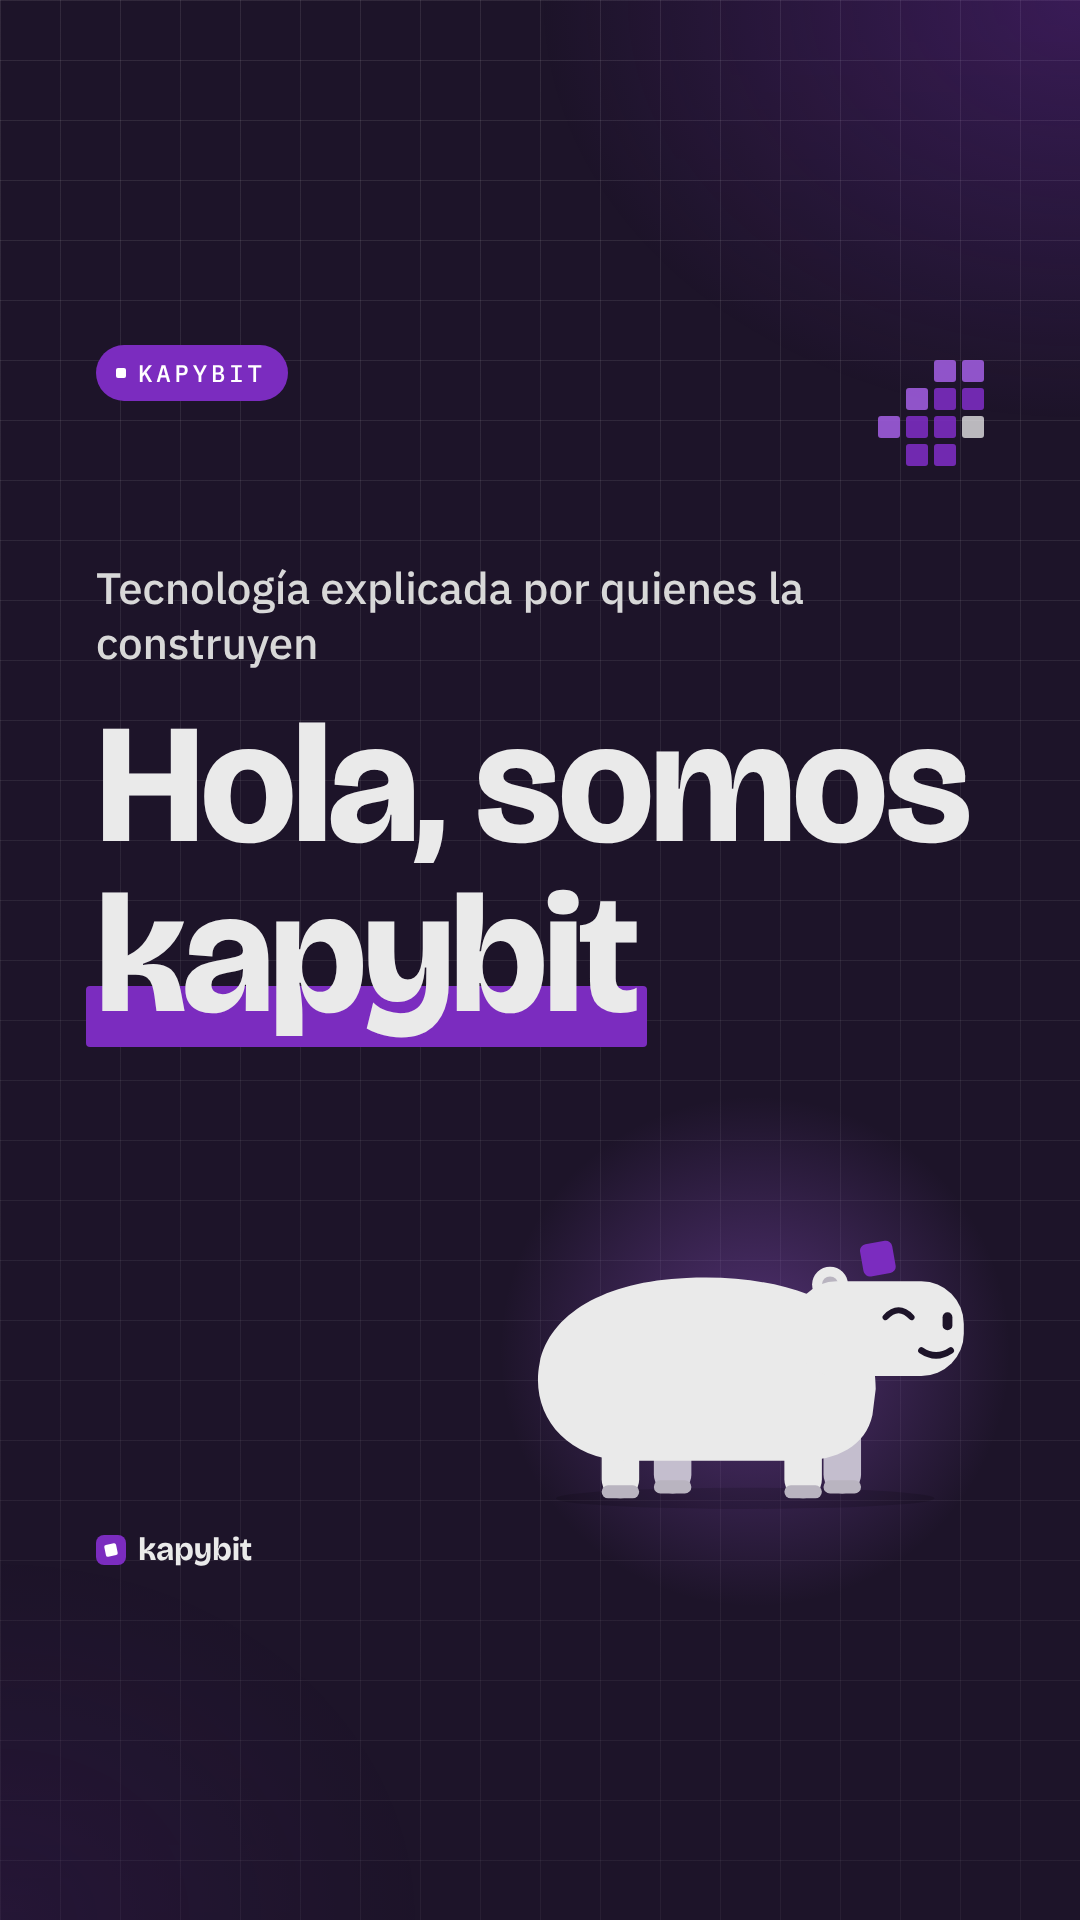 KAPYBIT
Tecnología explicada por quienes la
construyen
Hola, somos
kapybit
kapybit